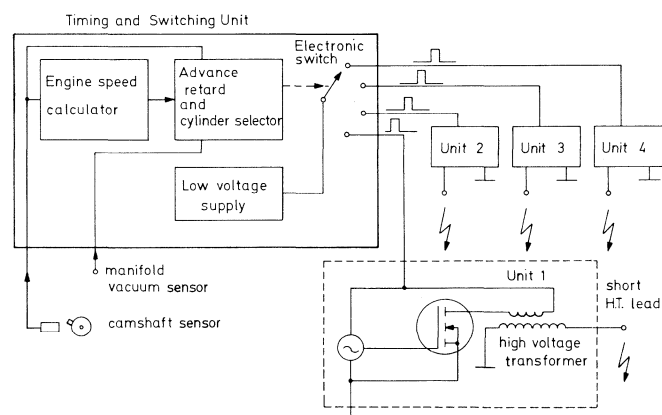 Timing and Switching Unit
Electronic
switch
Engine speed
calculator
Advance
retard
and
cylinder selector
Low voltage
supply
Unit 2
Unit 3
Unit 4
manifold
vacuum sensor
camshaft sensor
Unit 1
short
H.T. lead
high voltage
transformer